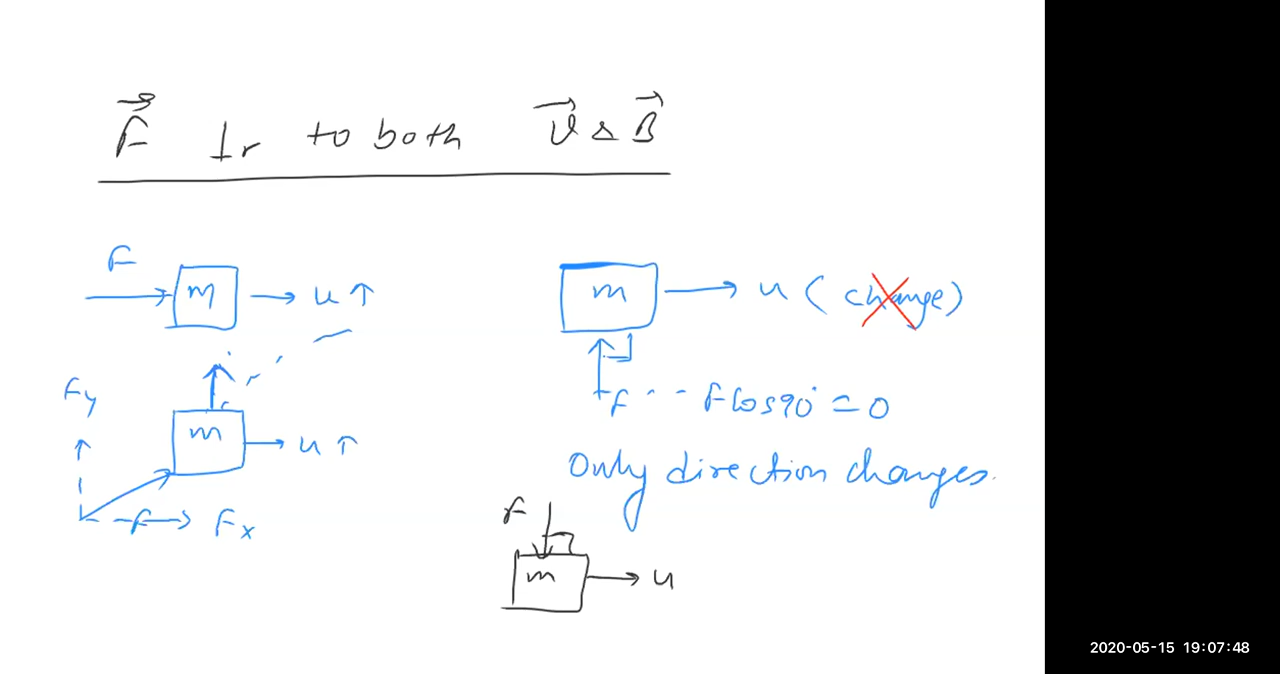 F⃗ ⊥r to both v⃗ & B⃗
F
m → u ↑
Fy
m → u ↑
F Fx
m → u (change)
F F cos 90° = 0
Only direction changes.
F
m → u
2020-05-15 19:07:48